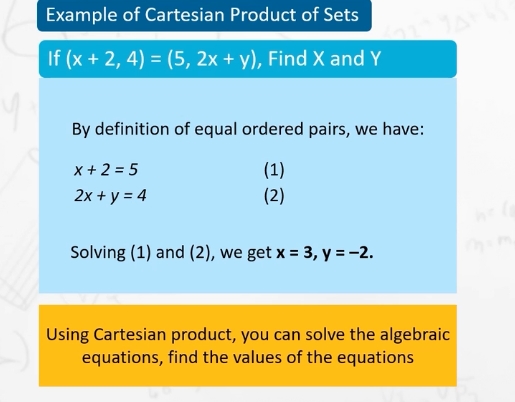 Example of Cartesian Product of Sets
If (x + 2, 4) = (5, 2x + y), Find X and Y
By definition of equal ordered pairs, we have:
x + 2 = 5 (1)
2x + y = 4 (2)
Solving (1) and (2), we get x = 3, y = –2.
Using Cartesian product, you can solve the algebraic
equations, find the values of the equations